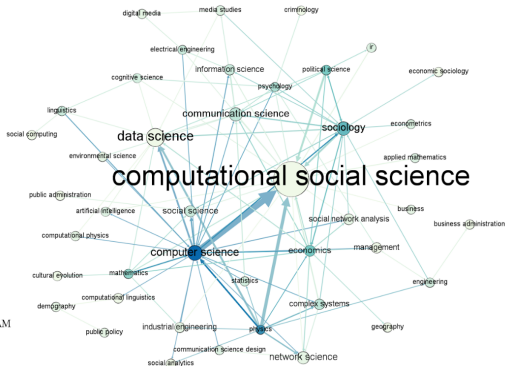 media studies
criminology
digital media
electrical engineering
political science
ir
information science
cognitive science
psychology
economic sociology
linguistics
communication science
sociology
econometrics
social computing
data science
environmental science
applied mathematics
computational social science
public administration
artificial intelligence
social science
business
social network analysis
business administration
computational physics
computer science
economics
management
cultural evolution
mathematics
statistics
engineering
computational linguistics
demography
complex systems
public policy
industrial engineering
physics
geography
AM
communication science design
network science
social analytics